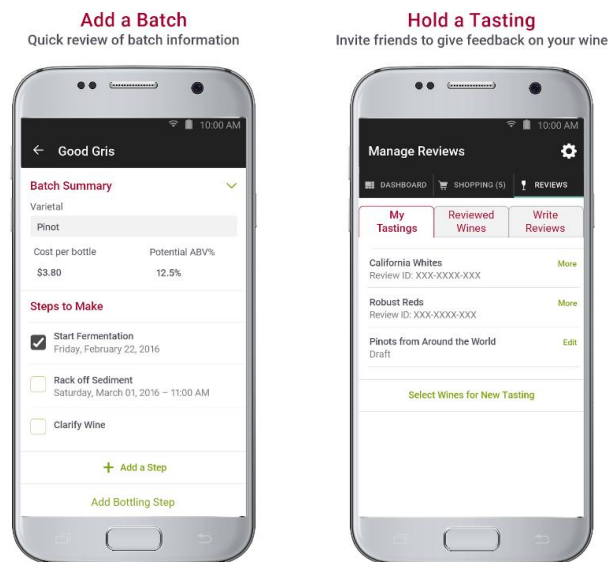 Add a Batch
Quick review of batch information
10:00 AM
Good Gris
Batch Summary
Varietal
Pinot
Cost per bottle Potential ABV%
$3.80 12.5%
Steps to Make
Start Fermentation
Friday, February 22, 2016
Rack off Sediment
Saturday, March 01, 2016 – 11:00 AM
Clarify Wine
+ Add a Step
Add Bottling Step
Hold a Tasting
Invite friends to give feedback on your wine
10:00 AM
Manage Reviews
DASHBOARD SHOPPING (5) REVIEWS
My Tastings
Reviewed Wines
Write Reviews
California Whites More
Review ID: XXX-XXXX-XXX
Robust Reds More
Review ID: XXX-XXXX-XXX
Pinots from Around the World Edit
Draft
Select Wines for New Tasting